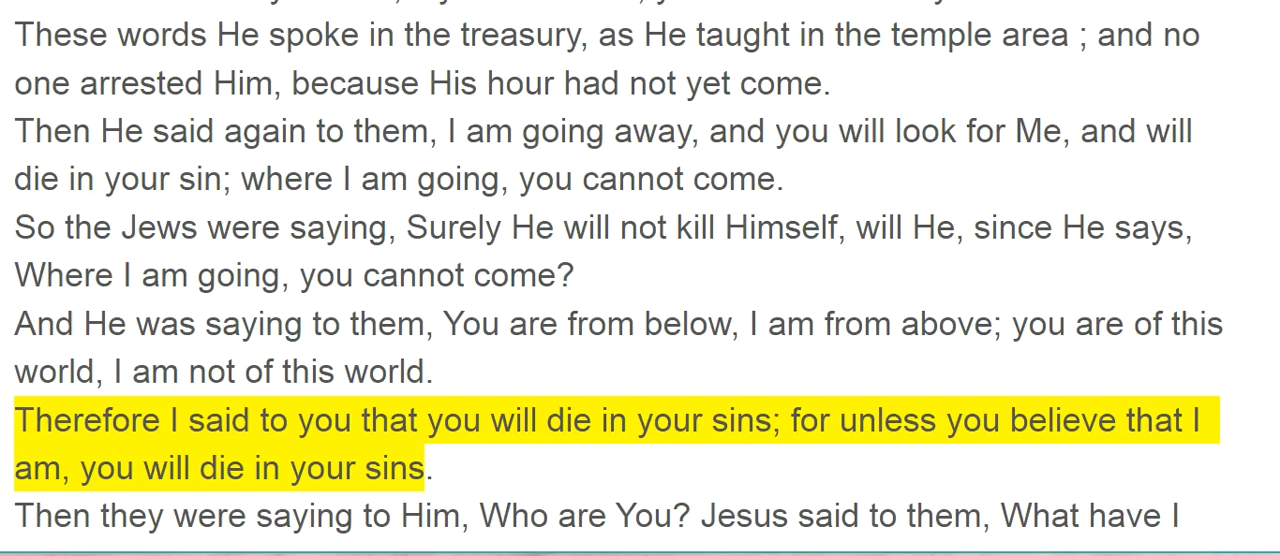 These words He spoke in the treasury, as He taught in the temple area ; and no
one arrested Him, because His hour had not yet come.
Then He said again to them, I am going away, and you will look for Me, and will
die in your sin; where I am going, you cannot come.
So the Jews were saying, Surely He will not kill Himself, will He, since He says,
Where I am going, you cannot come?
And He was saying to them, You are from below, I am from above; you are of this
world, I am not of this world.
Therefore I said to you that you will die in your sins; for unless you believe that I
am, you will die in your sins.
Then they were saying to Him, Who are You? Jesus said to them, What have I